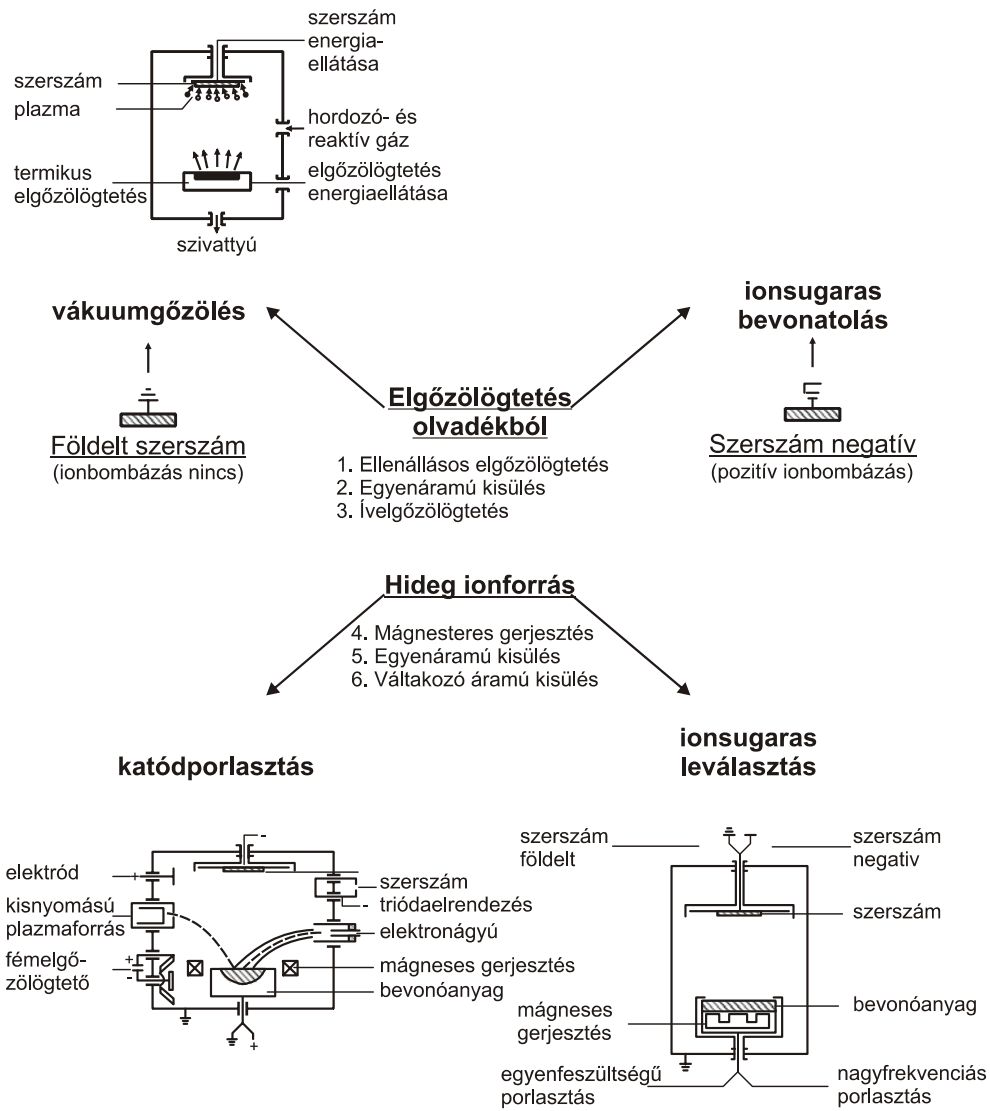 szerszám
energia-
ellátása
szerszám
plazma
hordozó- és
reaktív gáz
termikus
elgőzölögtetés
elgőzölögtetés
energiaellátása
szivattyú
vákuumgőzölés
ionsugaras
bevonatolás
Földelt szerszám
(ionbombázás nincs)
Elgőzölögtetés
olvadékból
1. Ellenállásos elgőzölögtetés
2. Egyenáramú kisülés
3. Ívelgőzölögtetés
Szerszám negatív
(pozitív ionbombázás)
Hideg ionforrás
4. Mágnesteres gerjesztés
5. Egyenáramú kisülés
6. Váltakozó áramú kisülés
katódporlasztás
ionsugaras
leválasztás
-
elektród
+
kisnyomású
plazmaforrás
fémelgő-
zölögtető
+
-
szerszám
- triódaelrendezés
elektronágyú
mágneses gerjesztés
bevonóanyag
+
szerszám
földelt
szerszám
negativ
szerszám
bevonóanyag
mágneses
gerjesztés
egyenfeszültségű
porlasztás
nagyfrekvenciás
porlasztás